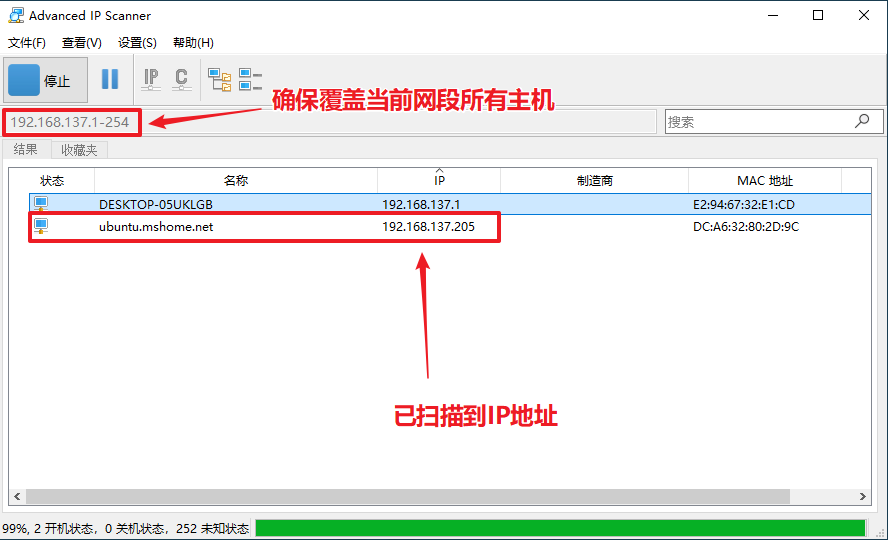 Advanced IP Scanner
文件(F) 查看(V) 设置(S) 帮助(H)
停止 IP C
确保覆盖当前网段所有主机
192.168.137.1-254 搜索
结果 收藏夹
状态 名称 IP 制造商 MAC 地址
DESKTOP-05UKLGB 192.168.137.1 E2:94:67:32:E1:CD
ubuntu.mshome.net 192.168.137.205 DC:A6:32:80:2D:9C
已扫描到IP地址
99%, 2 开机状态，0 关机状态，252 未知状态